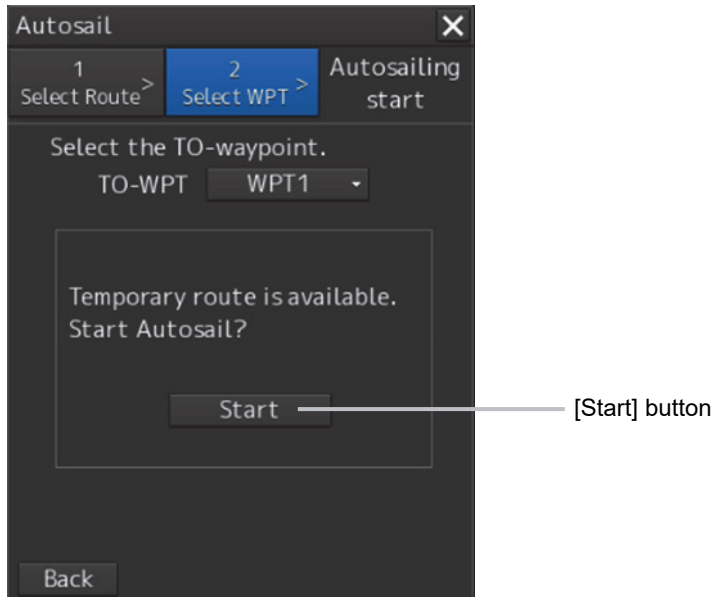 Autosail
1
Select Route >
2
Select WPT >
Autosailing
start
Select the TO-waypoint.
TO-WPT WPT1
Temporary route is available.
Start Autosail?
Start
[Start] button
Back